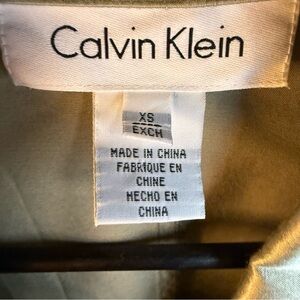 Calvin Klein
XS
EXCH
MADE IN CHINA
FABRIQUE EN
CHINE
HECHO EN
CHINA